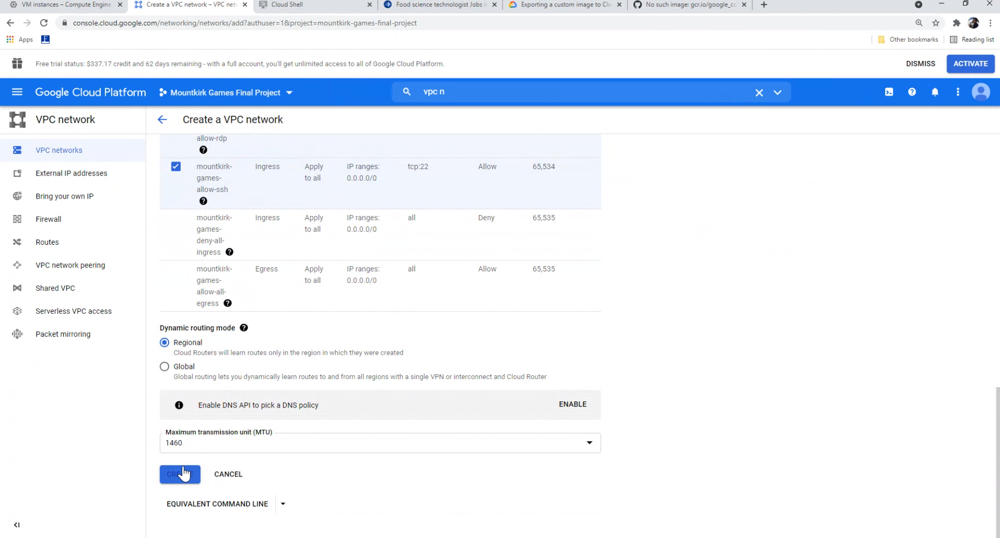 VM instances – Compute Engine
Create a VPC network – VPC netw
Cloud Shell
Food science technologist Jobs in
Exporting a custom image to Clo
No such image: gcr.io/google_co
console.cloud.google.com/networking/networks/add?authuser=1&project=mountkirk-games-final-project
Apps
Other bookmarks
Reading list
Free trial status: $337.17 credit and 62 days remaining - with a full account, you'll get unlimited access to all of Google Cloud Platform.
DISMISS
ACTIVATE
Google Cloud Platform
Mountkirk Games Final Project
vpc n
VPC network
Create a VPC network
VPC networks
External IP addresses
Bring your own IP
Firewall
Routes
VPC network peering
Shared VPC
Serverless VPC access
Packet mirroring
allow-rdp
mountkirk-
games-
allow-ssh
Ingress
Apply
to all
IP ranges:
0.0.0.0/0
tcp:22
Allow
65,534
mountkirk-
games-
deny-all-
ingress
Ingress
Apply
to all
IP ranges:
0.0.0.0/0
all
Deny
65,535
mountkirk-
games-
allow-all-
egress
Egress
Apply
to all
IP ranges:
0.0.0.0/0
all
Allow
65,535
Dynamic routing mode
Regional
Cloud Routers will learn routes only in the region in which they were created
Global
Global routing lets you dynamically learn routes to and from all regions with a single VPN or interconnect and Cloud Router
Enable DNS API to pick a DNS policy
ENABLE
Maximum transmission unit (MTU)
1460
CANCEL
EQUIVALENT COMMAND LINE